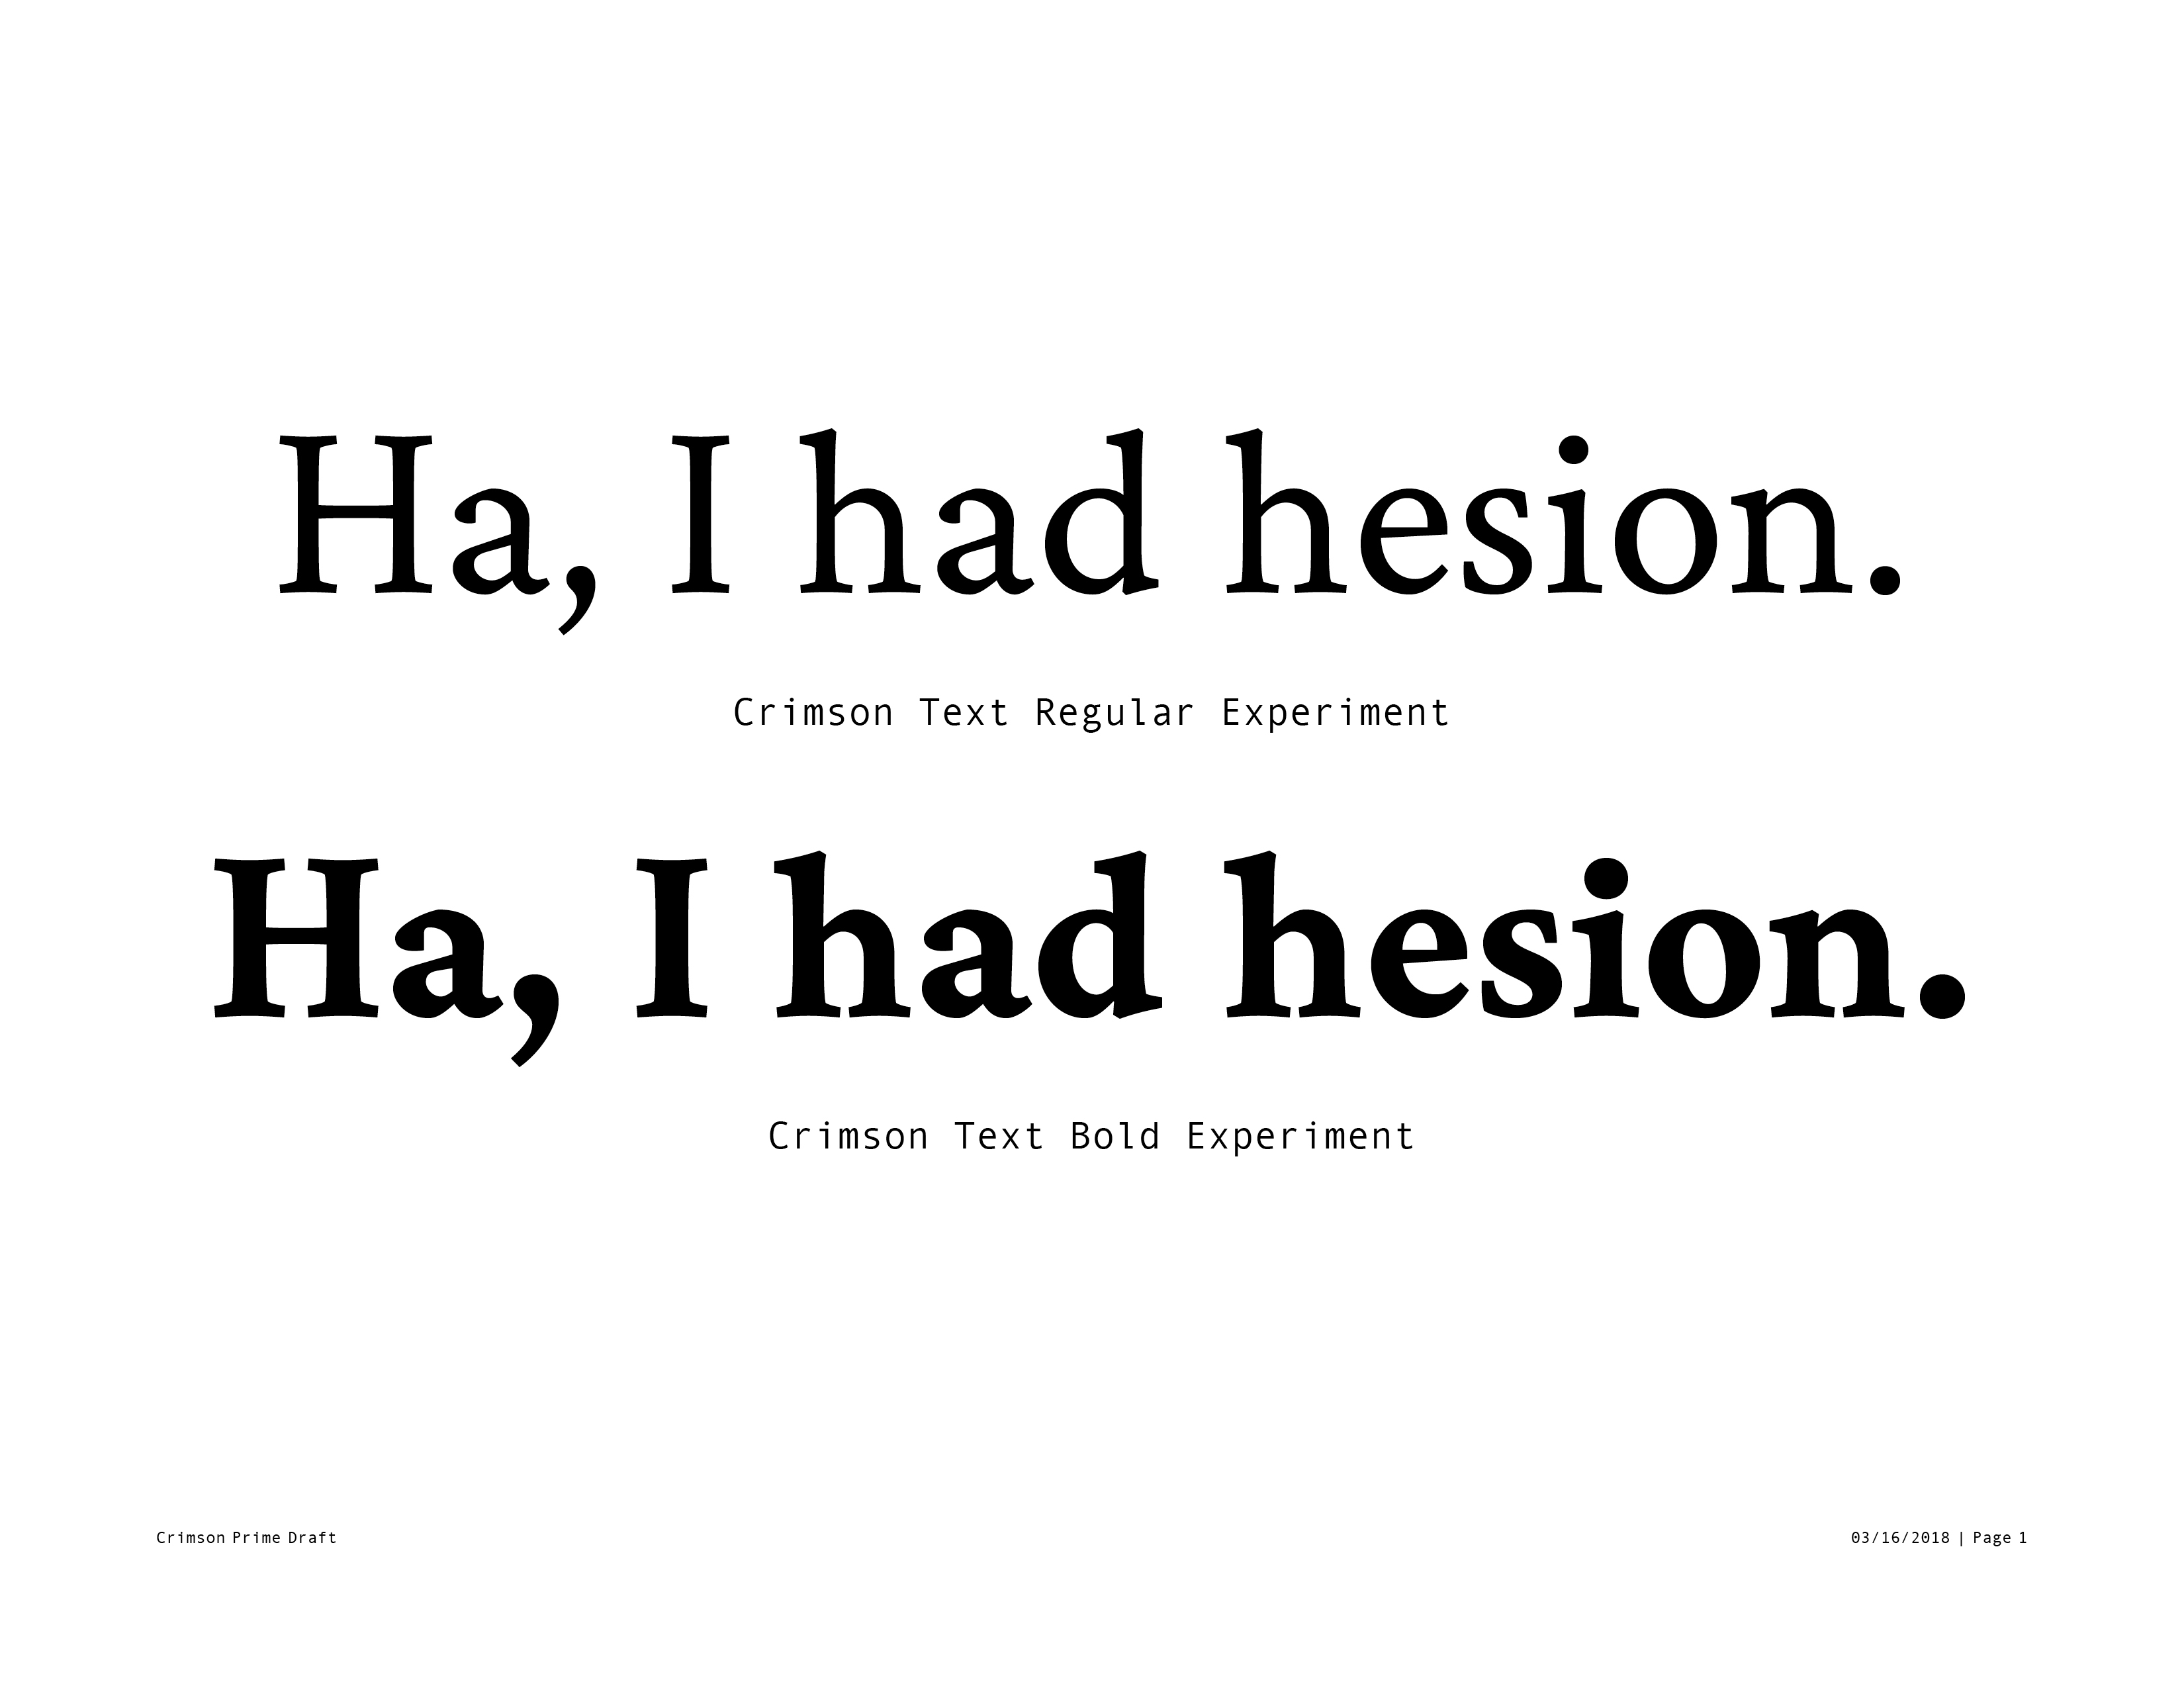 Ha, I had hesion.
Crimson Text Regular Experiment
Ha, I had hesion.
Crimson Text Bold Experiment
Crimson Prime Draft
03/16/2018 | Page 1